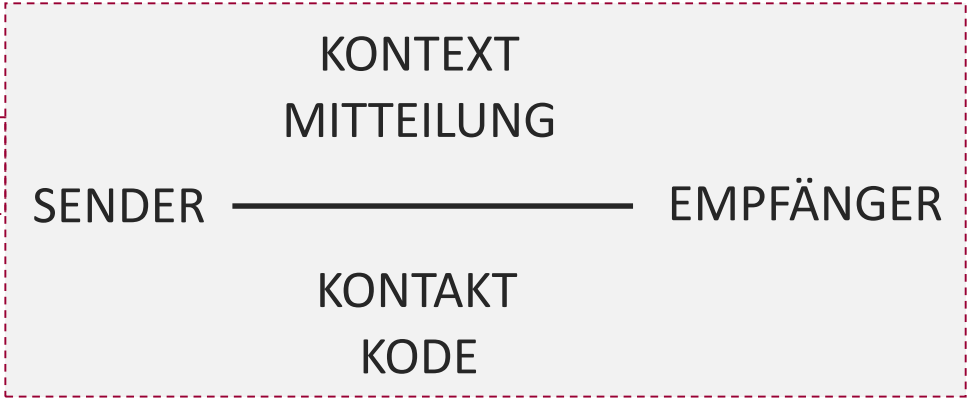 KONTEXT
MITTEILUNG
SENDER EMPFÄNGER
KONTAKT
KODE